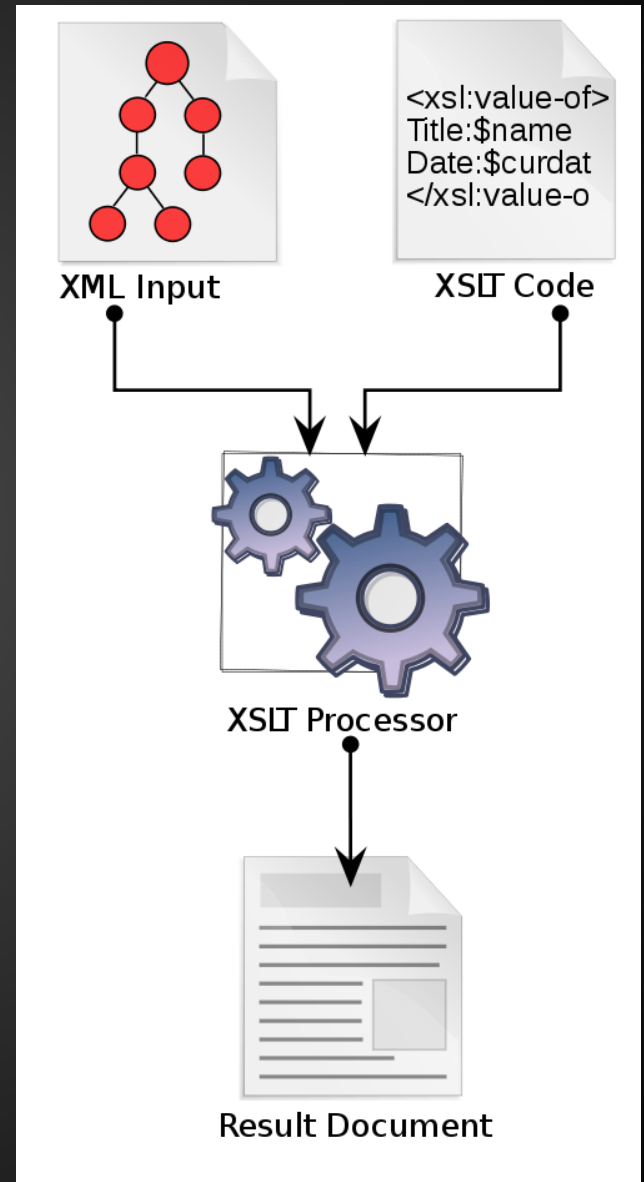 <xsl:value-of>
Title:$name
Date:$curdat
</xsl:value-o
XML Input
XSLT Code
XSLT Processor
Result Document